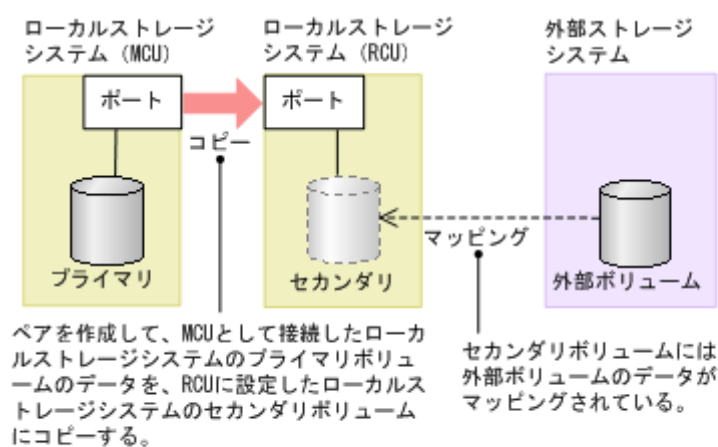 ローカルストレージ
システム (MCU)
ローカルストレージ
システム (RCU)
外部ストレージ
システム
ポート
ポート
コピー
マッピング
プライマリ
セカンダリ
外部ボリューム
ペアを作成して、MCUとして接続したローカ
ルストレージシステムのプライマリボリュ
ームのデータを、RCUに設定したローカルス
トレージシステムのセカンダリボリューム
にコピーする。
セカンダリボリュームには
外部ボリュームのデータが
マッピングされている。